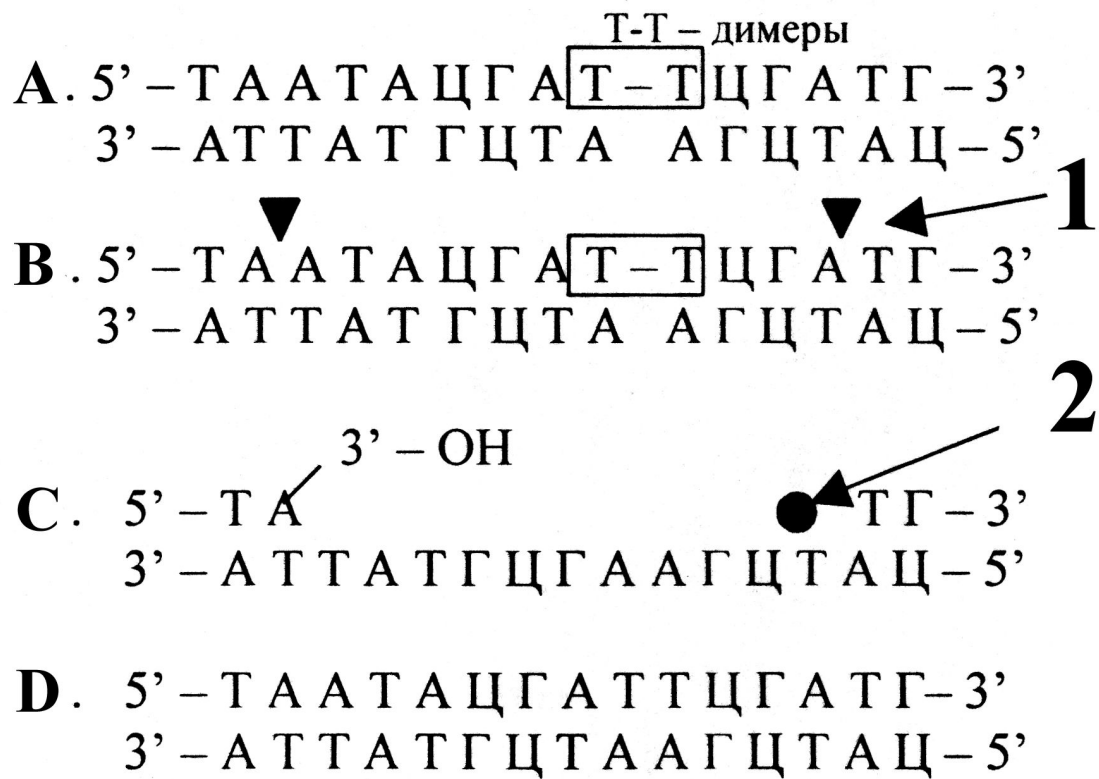 Т-Т – димеры
A. 5’ – Т А А Т А Ц Г А Т – Т Ц Г А Т Г – 3’
3’ – А Т Т А Т Г Ц Т А А Г Ц Т А Ц – 5’
1
B. 5’ – Т А А Т А Ц Г А Т – Т Ц Г А Т Г – 3’
3’ – А Т Т А Т Г Ц Т А А Г Ц Т А Ц – 5’
2
3’ – ОН
C. 5’ – Т А Т Г – 3’
3’ – А Т Т А Т Г Ц Г А А Г Ц Т А Ц – 5’
D. 5’ – Т А А Т А Ц Г А Т Т Ц Г А Т Г – 3’
3’ – А Т Т А Т Г Ц Т А А Г Ц Т А Ц – 5’